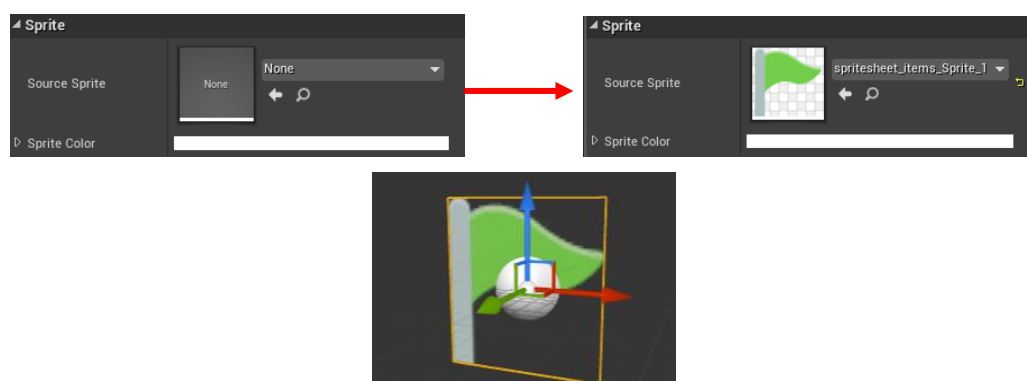 Sprite
Source Sprite
None
None
Sprite Color
Sprite
Source Sprite
spritesheet_items_Sprite_1
Sprite Color